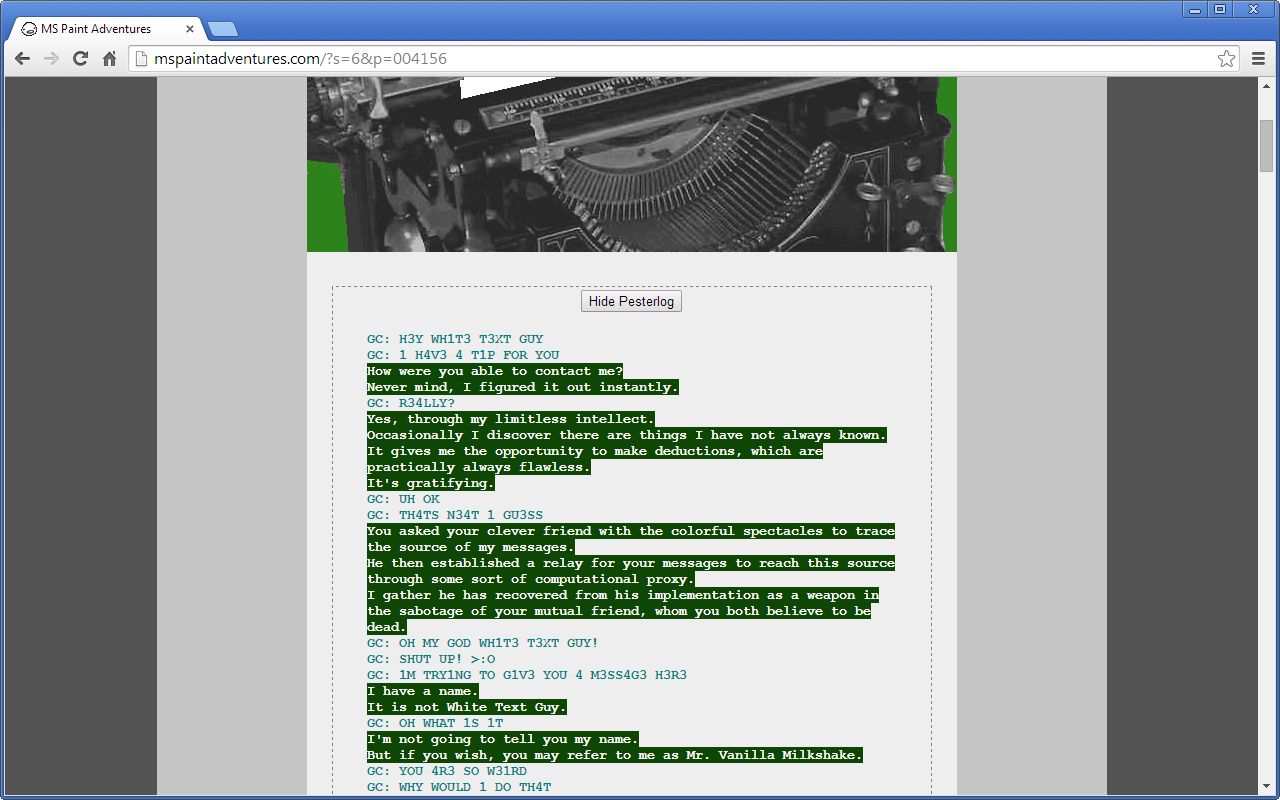 MS Paint Adventures
mspaintadventures.com/?s=6&p=004156
Hide Pesterlog
GC: H3Y WH1T3 T3XT GUY
GC: 1 H4V3 4 T1P FOR YOU
How were you able to contact me?
Never mind, I figured it out instantly.
GC: R34LLY?
Yes, through my limitless intellect.
Occasionally I discover there are things I have not always known.
It gives me the opportunity to make deductions, which are
practically always flawless.
It's gratifying.
GC: UH OK
GC: TH4TS N34T 1 GU3SS
You asked your clever friend with the colorful spectacles to trace
the source of my messages.
He then established a relay for your messages to reach this source
through some sort of computational proxy.
I gather he has recovered from his implementation as a weapon in
the sabotage of your mutual friend, whom you both believe to be
dead.
GC: OH MY GOD WH1T3 T3XT GUY!
GC: SHUT UP! >:O
GC: 1M TRY1NG TO G1V3 YOU 4 M3SS4G3 H3R3
I have a name.
It is not White Text Guy.
GC: OH WHAT 1S 1T
I'm not going to tell you my name.
But if you wish, you may refer to me as Mr. Vanilla Milkshake.
GC: YOU 4R3 SO W31RD
GC: WHY WOULD 1 DO TH4T